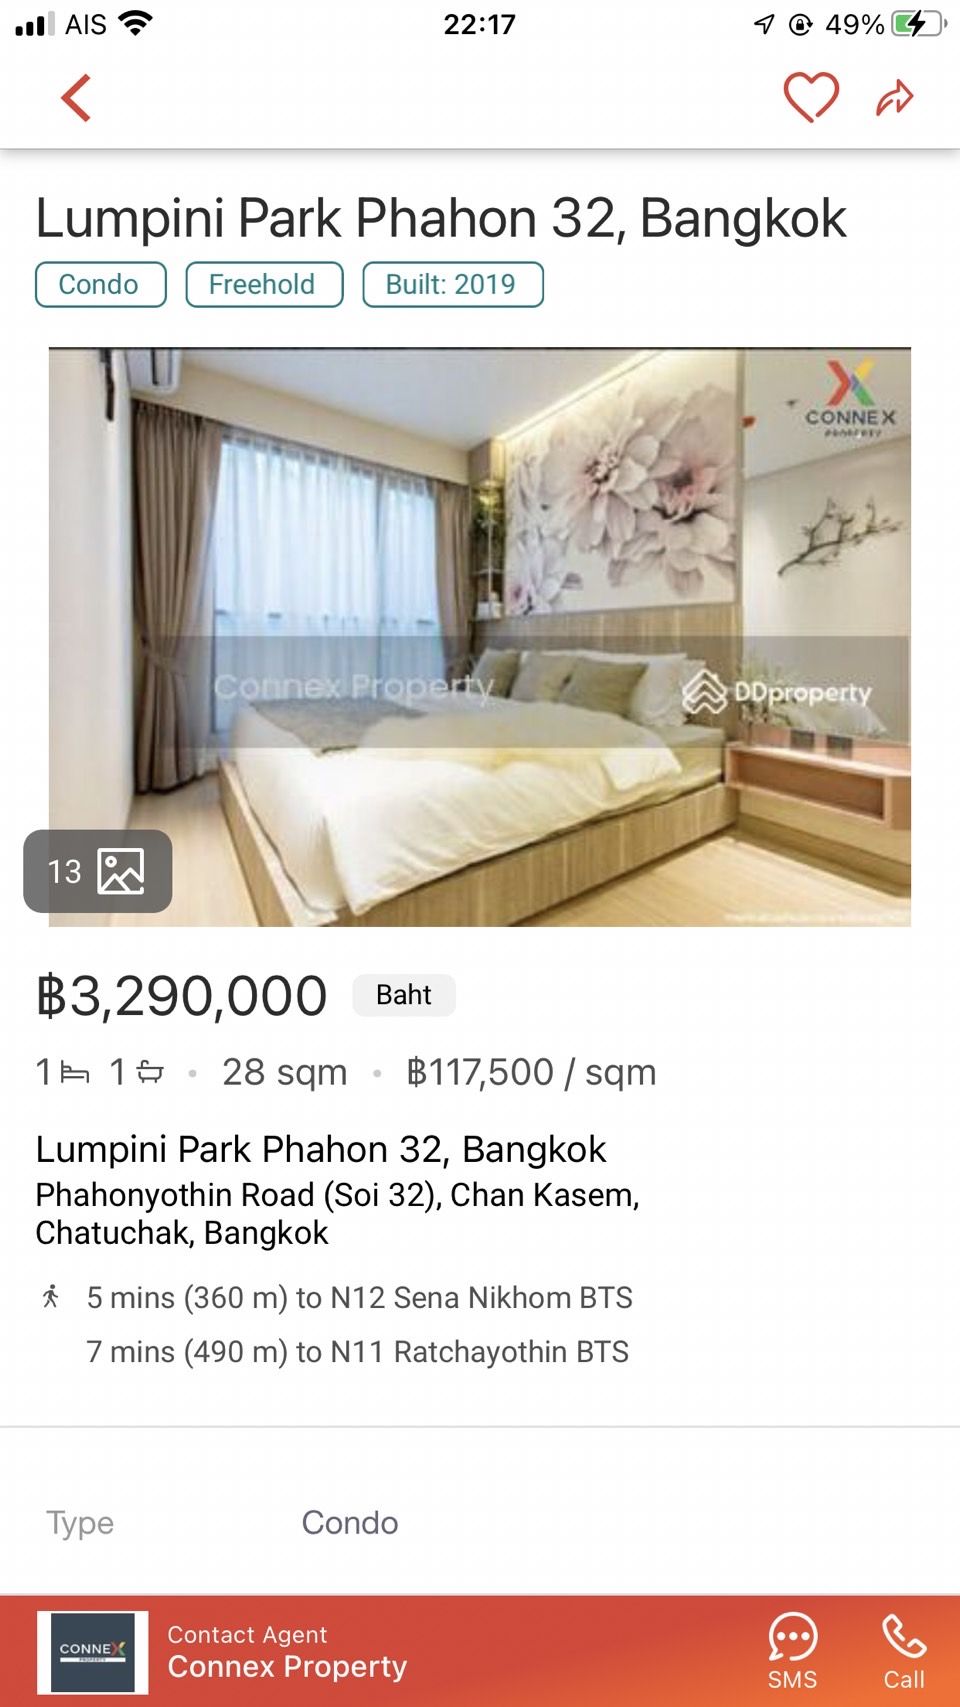 AIS 22:17 49%
Lumpini Park Phahon 32, Bangkok
Condo Freehold Built: 2019
CONNEX
PROPERTY
Connex Property DDproperty
13
฿3,290,000 Baht
1 1 • 28 sqm • ฿117,500 / sqm
Lumpini Park Phahon 32, Bangkok
Phahonyothin Road (Soi 32), Chan Kasem,
Chatuchak, Bangkok
5 mins (360 m) to N12 Sena Nikhom BTS
7 mins (490 m) to N11 Ratchayothin BTS
Type Condo
CONNEX
PROPERTY
Contact Agent
Connex Property
SMS Call